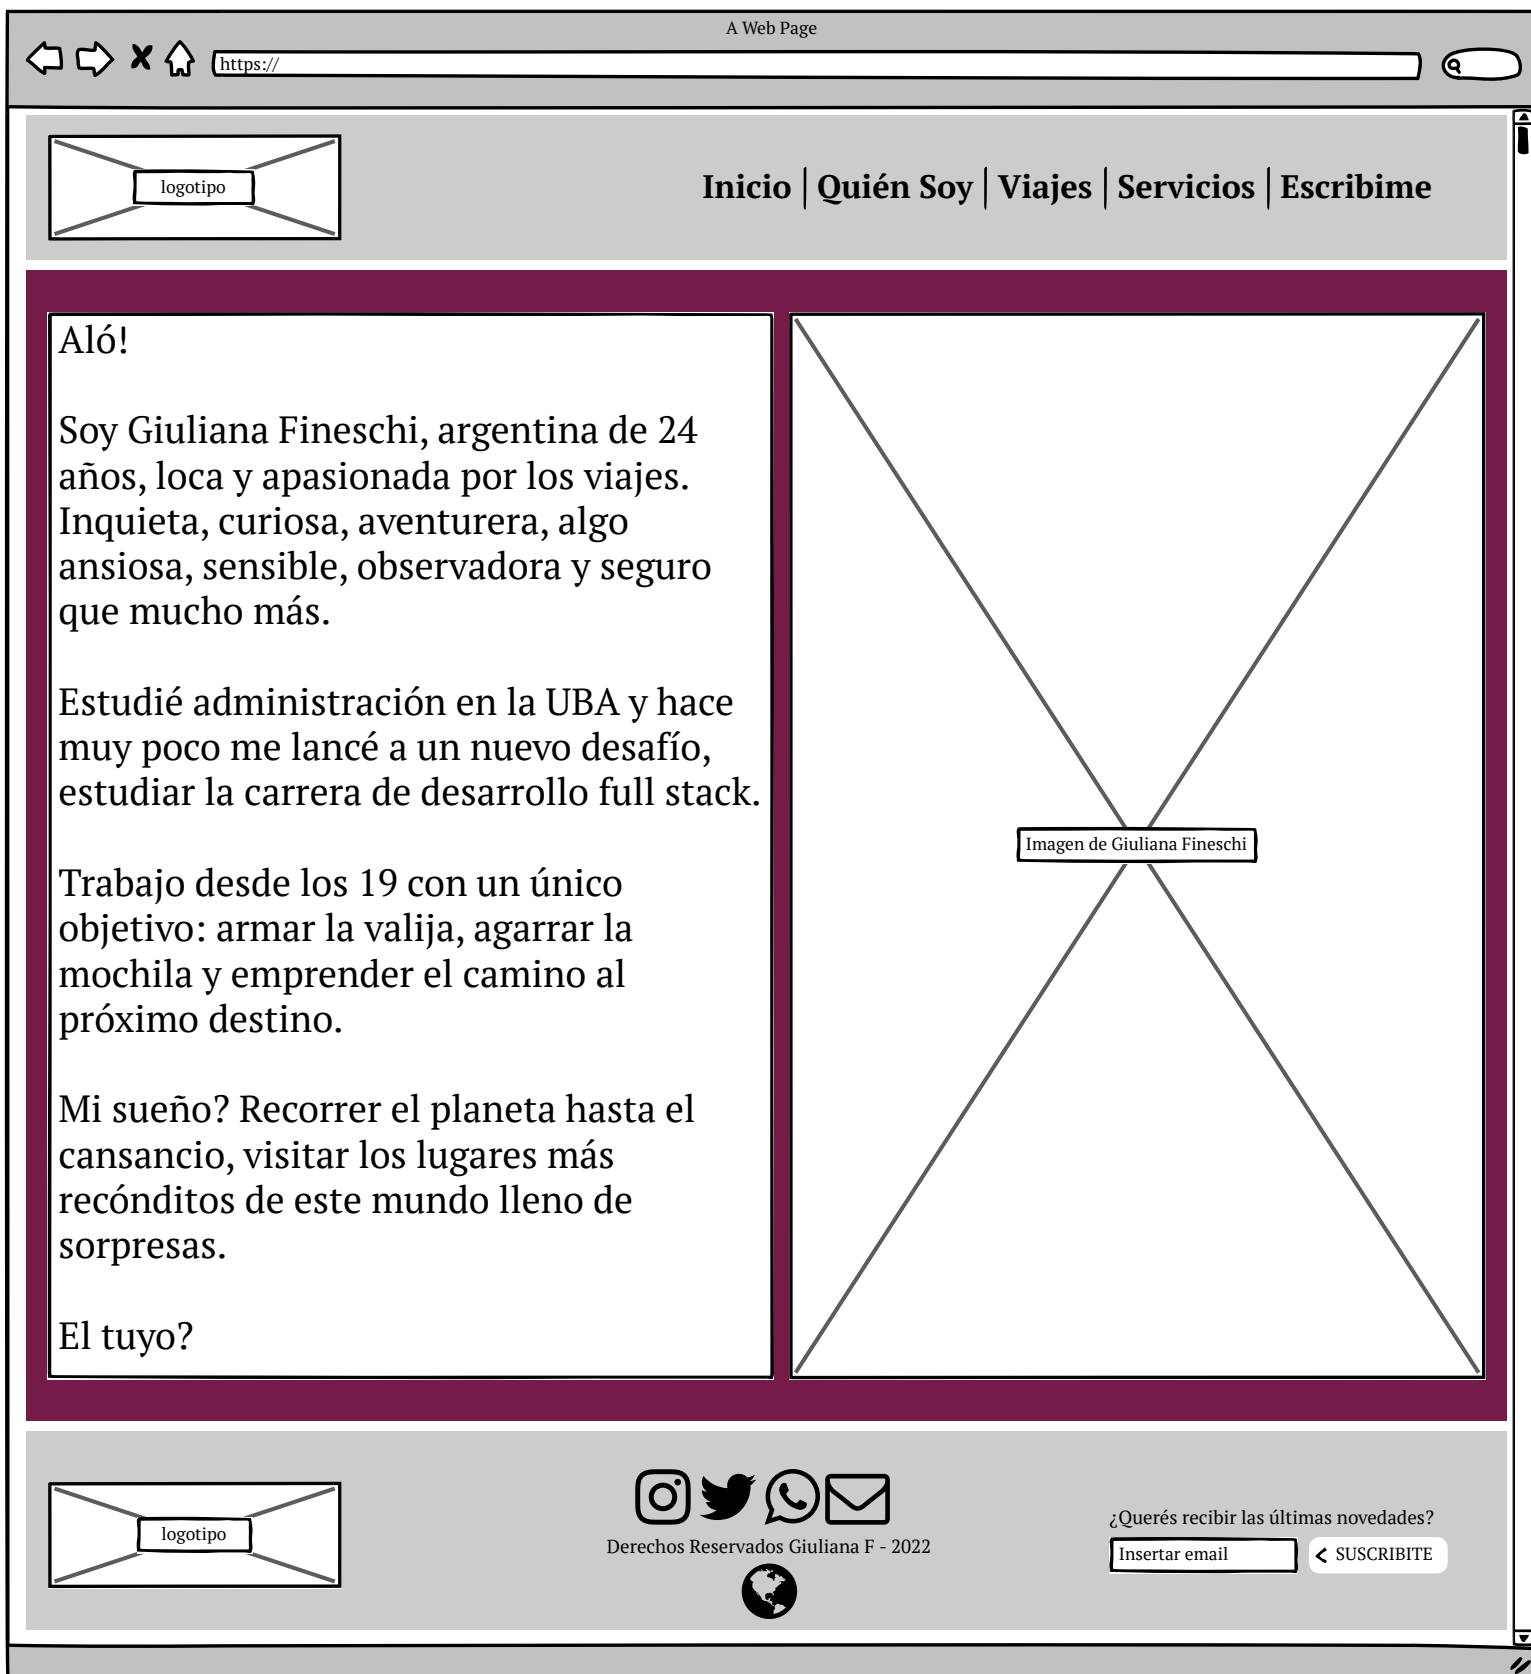 A Web Page
https://
logotipo
Inicio | Quién Soy | Viajes | Servicios | Escribime
Aló!
Soy Giuliana Fineschi, argentina de 24
años, loca y apasionada por los viajes.
Inquieta, curiosa, aventurera, algo
ansiosa, sensible, observadora y seguro
que mucho más.
Estudié administración en la UBA y hace
muy poco me lancé a un nuevo desafío,
estudiar la carrera de desarrollo full stack.
Trabajo desde los 19 con un único
objetivo: armar la valija, agarrar la
mochila y emprender el camino al
próximo destino.
Mi sueño? Recorrer el planeta hasta el
cansancio, visitar los lugares más
recónditos de este mundo lleno de
sorpresas.
El tuyo?
Imagen de Giuliana Fineschi
logotipo
Derechos Reservados Giuliana F - 2022
¿Querés recibir las últimas novedades?
Insertar email
SUSCRIBITE